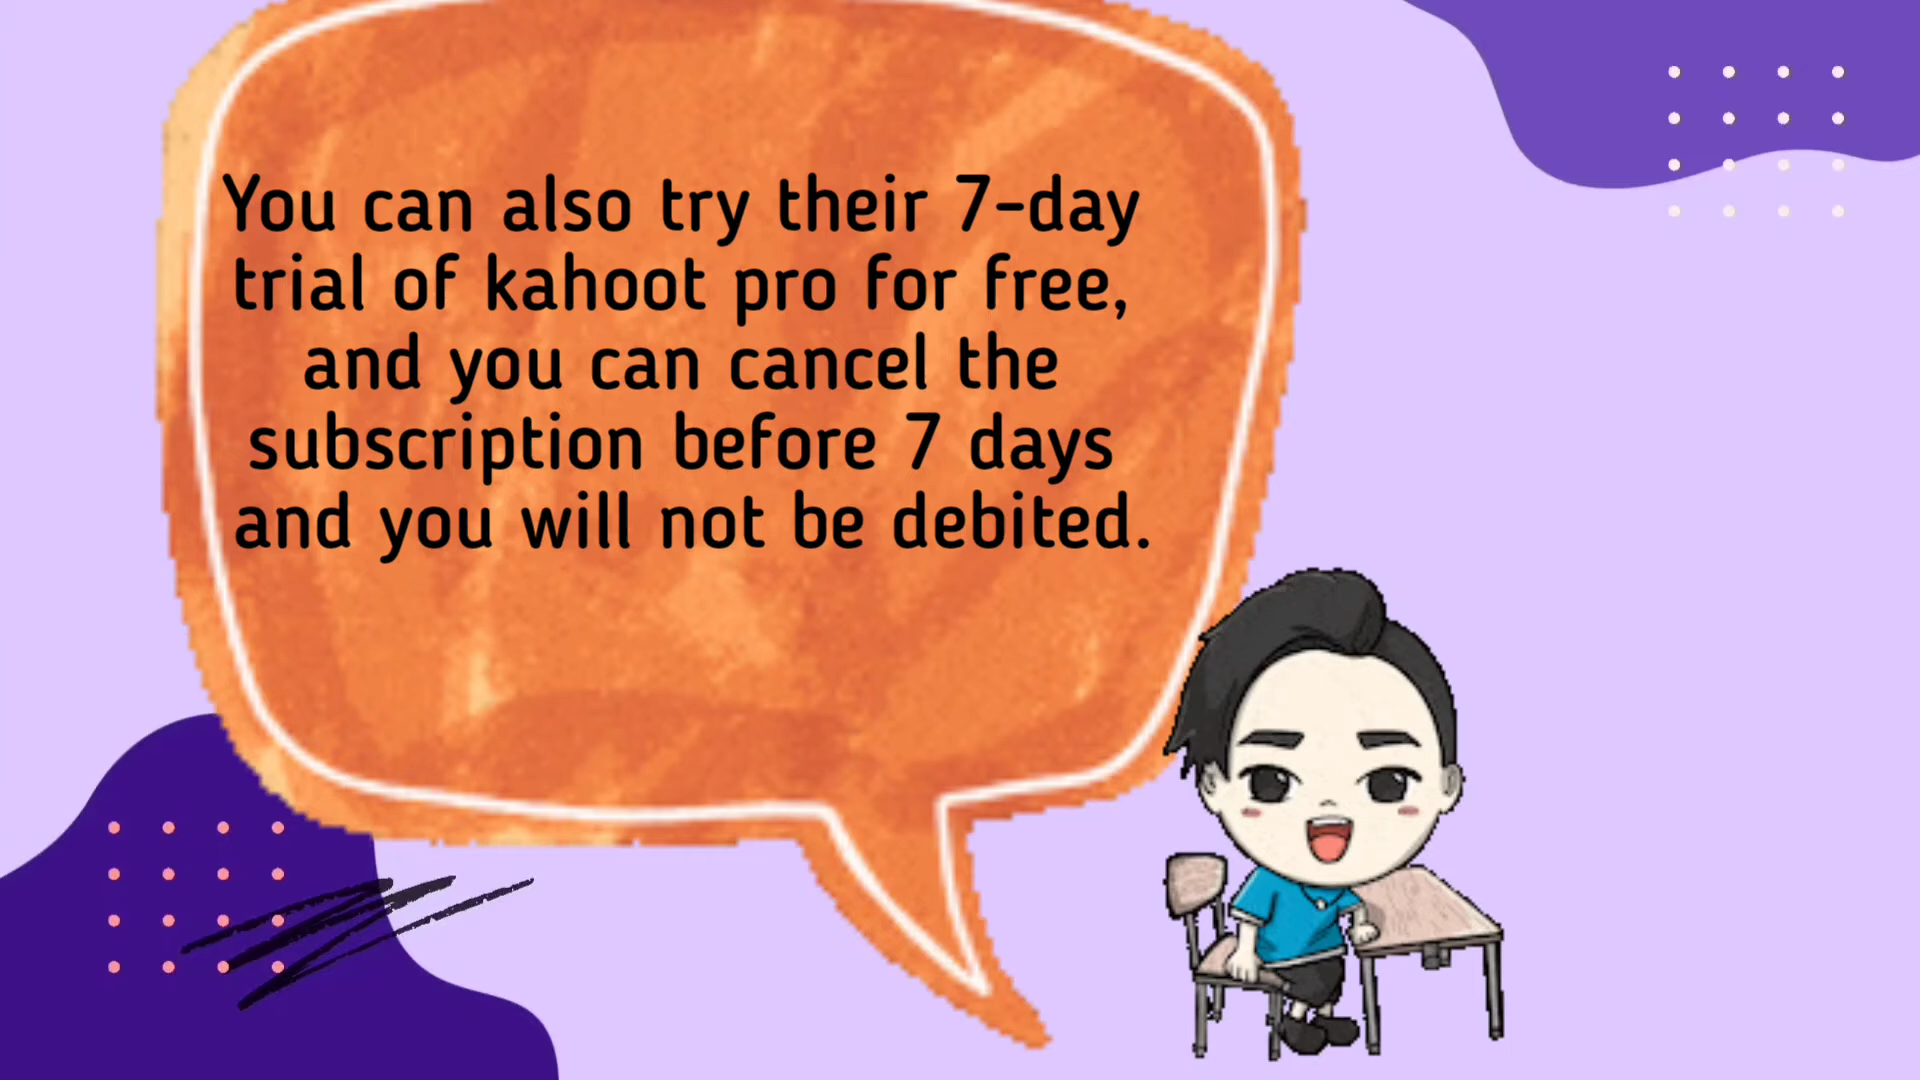 You can also try their 7-day
trial of kahoot pro for free,
and you can cancel the
subscription before 7 days
and you will not be debited.